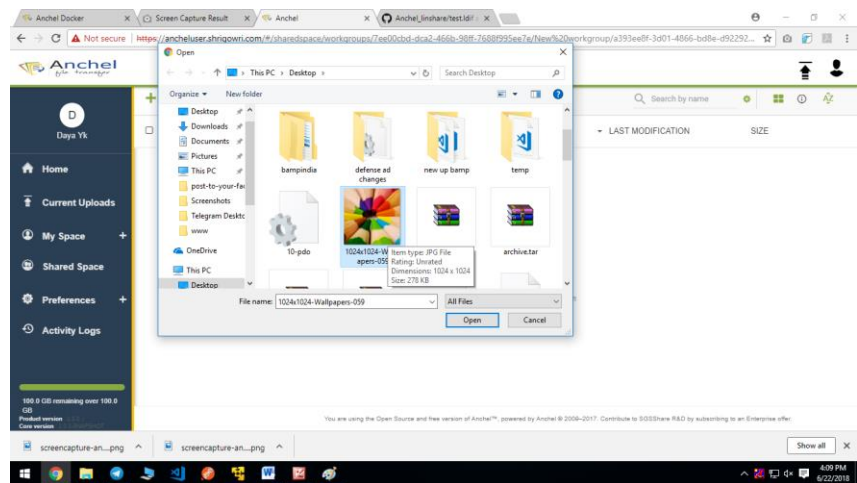 Anchel Docker
Screen Capture Result
Anchel
Anchel_linshare/test.ldif :
Not secure
https://ancheluser.shrigowri.com/#/sharedspace/workgroups/7ee00cbd-dca2-466b-98ff-7688f995ee7e/New%20workgroup/a393ee8f-3d01-4866-bd8e-d92292...
Anchel
file transfer
D
Daya Yk
Home
Current Uploads
My Space +
Shared Space
Preferences +
Activity Logs
100.0 GB remaining over 100.0
GB
Product version
Core version
Open
This PC > Desktop >
Search Desktop
Organize
New folder
Desktop
Downloads
Documents
Pictures
This PC
post-to-your-fac
Screenshots
Telegram Deskto
www
OneDrive
This PC
Desktop
bampindia
defense ad
changes
new up bamp
temp
10-pdo
1024x1024-W
apers-059
archive.tar
Item type: JPG File
Rating: Unrated
Dimensions: 1024 x 1024
Size: 278 KB
File name:
1024x1024-Wallpapers-059
All Files
Open
Cancel
Search by name
LAST MODIFICATION
SIZE
You are using the Open Source and free version of Anchel™, powered by Anchel © 2009–2017. Contribute to SGSShare R&D by subscribing to an Enterprise offer.
screencapture-an....png
screencapture-an....png
Show all
4:09 PM
6/22/2018